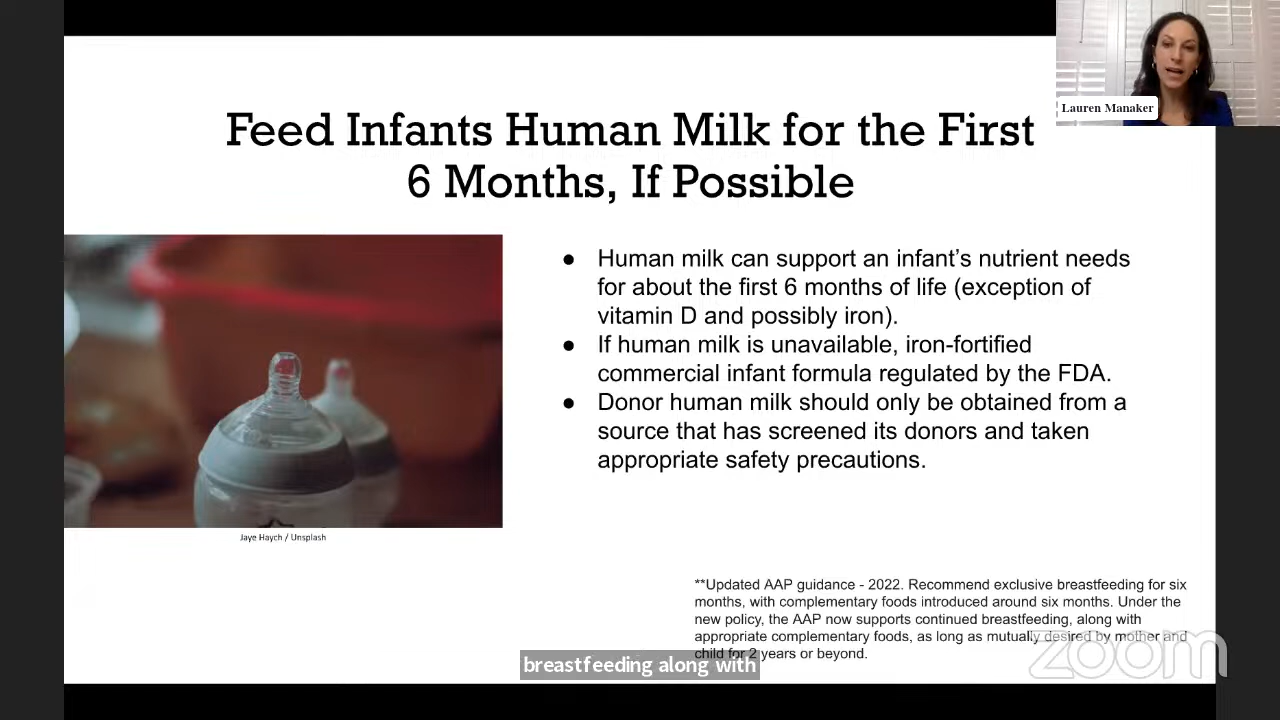 Lauren Manaker
Feed Infants Human Milk for the First
6 Months, If Possible
● Human milk can support an infant’s nutrient needs
for about the first 6 months of life (exception of
vitamin D and possibly iron).
● If human milk is unavailable, iron-fortified
commercial infant formula regulated by the FDA.
● Donor human milk should only be obtained from a
source that has screened its donors and taken
appropriate safety precautions.
Jaye Haych / Unsplash
**Updated AAP guidance - 2022. Recommend exclusive breastfeeding for six
months, with complementary foods introduced around six months. Under the
new policy, the AAP now supports continued breastfeeding, along with
appropriate complementary foods, as long as mutually desired by mother and
child for 2 years or beyond.
breastfeeding along with
zoom